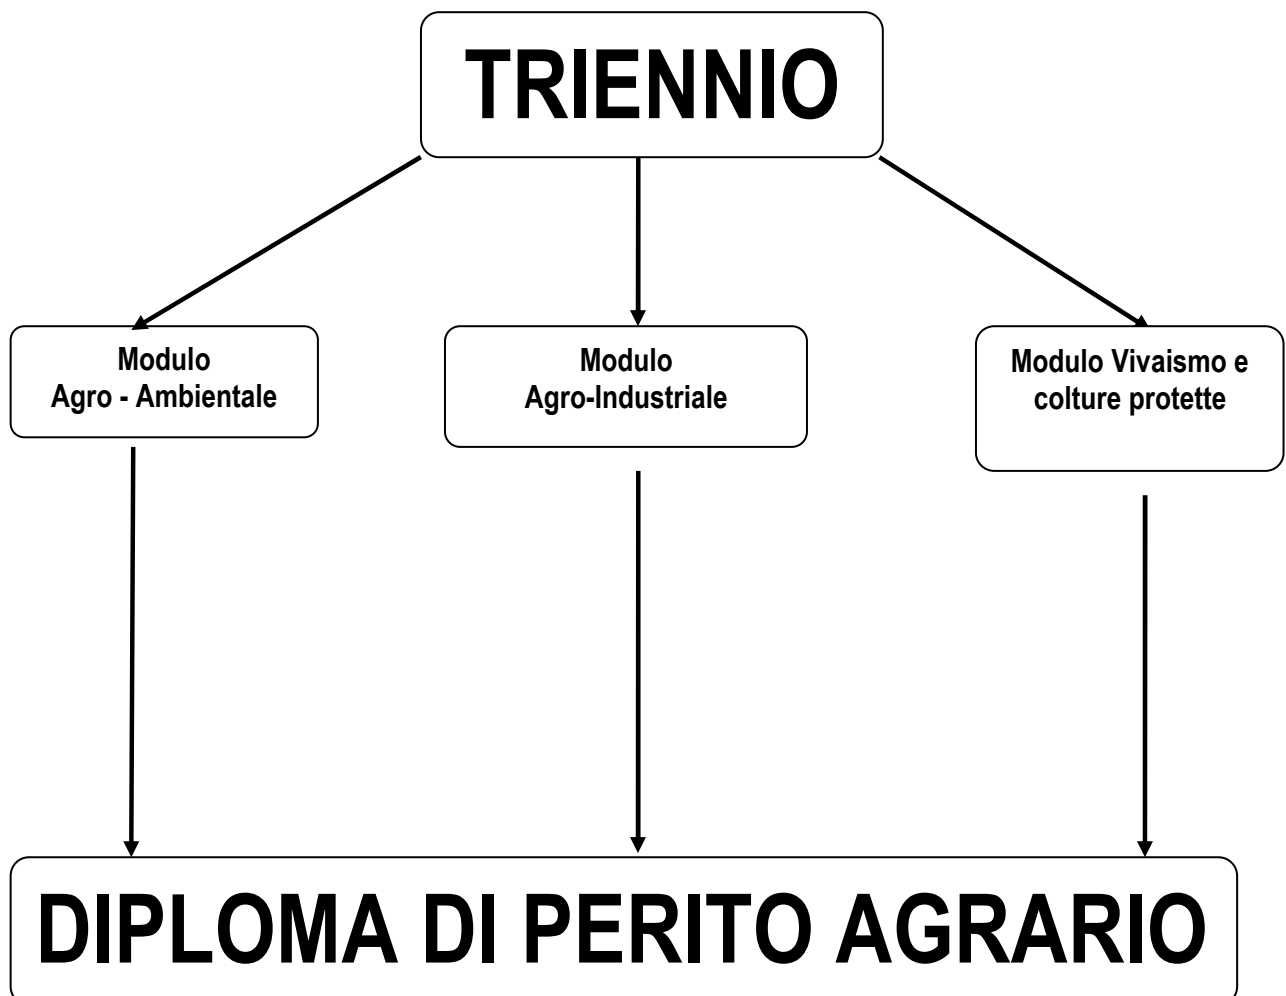 TRIENNIO
Modulo
Agro - Ambientale
Modulo
Agro-Industriale
Modulo Vivaismo e
colture protette
DIPLOMA DI PERITO AGRARIO